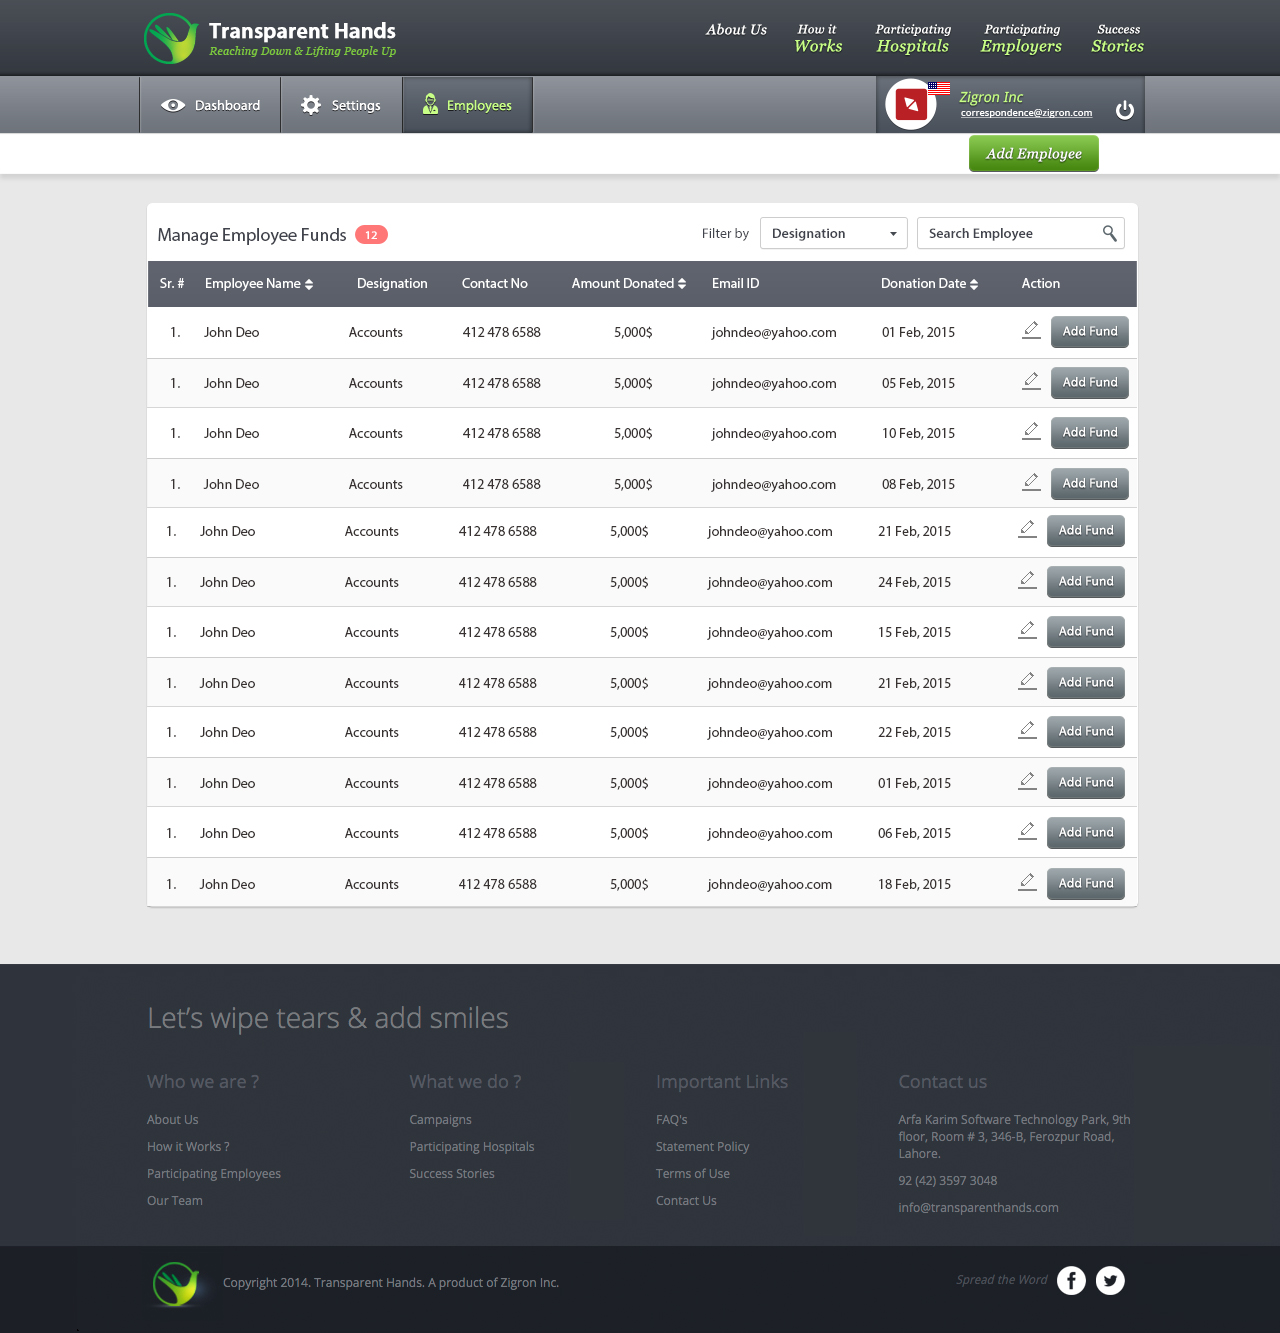 Transparent Hands
Reaching Down & Lifting People Up
About Us
How it Works
Participating Hospitals
Participating Employers
Success Stories
Dashboard
Settings
Employees
Zigron Inc
correspondence@zigron.com
Add Employee
Manage Employee Funds 12
Filter by
Designation
Search Employee
Sr. # Employee Name Designation Contact No Amount Donated Email ID Donation Date Action
1. John Deo Accounts 412 478 6588 5,000$ johndeo@yahoo.com 01 Feb, 2015 Add Fund
1. John Deo Accounts 412 478 6588 5,000$ johndeo@yahoo.com 05 Feb, 2015 Add Fund
1. John Deo Accounts 412 478 6588 5,000$ johndeo@yahoo.com 10 Feb, 2015 Add Fund
1. John Deo Accounts 412 478 6588 5,000$ johndeo@yahoo.com 08 Feb, 2015 Add Fund
1. John Deo Accounts 412 478 6588 5,000$ johndeo@yahoo.com 21 Feb, 2015 Add Fund
1. John Deo Accounts 412 478 6588 5,000$ johndeo@yahoo.com 24 Feb, 2015 Add Fund
1. John Deo Accounts 412 478 6588 5,000$ johndeo@yahoo.com 15 Feb, 2015 Add Fund
1. John Deo Accounts 412 478 6588 5,000$ johndeo@yahoo.com 21 Feb, 2015 Add Fund
1. John Deo Accounts 412 478 6588 5,000$ johndeo@yahoo.com 22 Feb, 2015 Add Fund
1. John Deo Accounts 412 478 6588 5,000$ johndeo@yahoo.com 01 Feb, 2015 Add Fund
1. John Deo Accounts 412 478 6588 5,000$ johndeo@yahoo.com 06 Feb, 2015 Add Fund
1. John Deo Accounts 412 478 6588 5,000$ johndeo@yahoo.com 18 Feb, 2015 Add Fund
Let's wipe tears & add smiles
Who we are ?
About Us
How it Works ?
Participating Employees
Our Team
What we do ?
Campaigns
Participating Hospitals
Success Stories
Important Links
FAQ's
Statement Policy
Terms of Use
Contact Us
Contact us
Arfa Karim Software Technology Park, 9th
floor, Room # 3, 346-B, Ferozpur Road,
Lahore.
92 (42) 3597 3048
info@transparenthands.com
Copyright 2014. Transparent Hands. A product of Zigron Inc.
Spread the Word